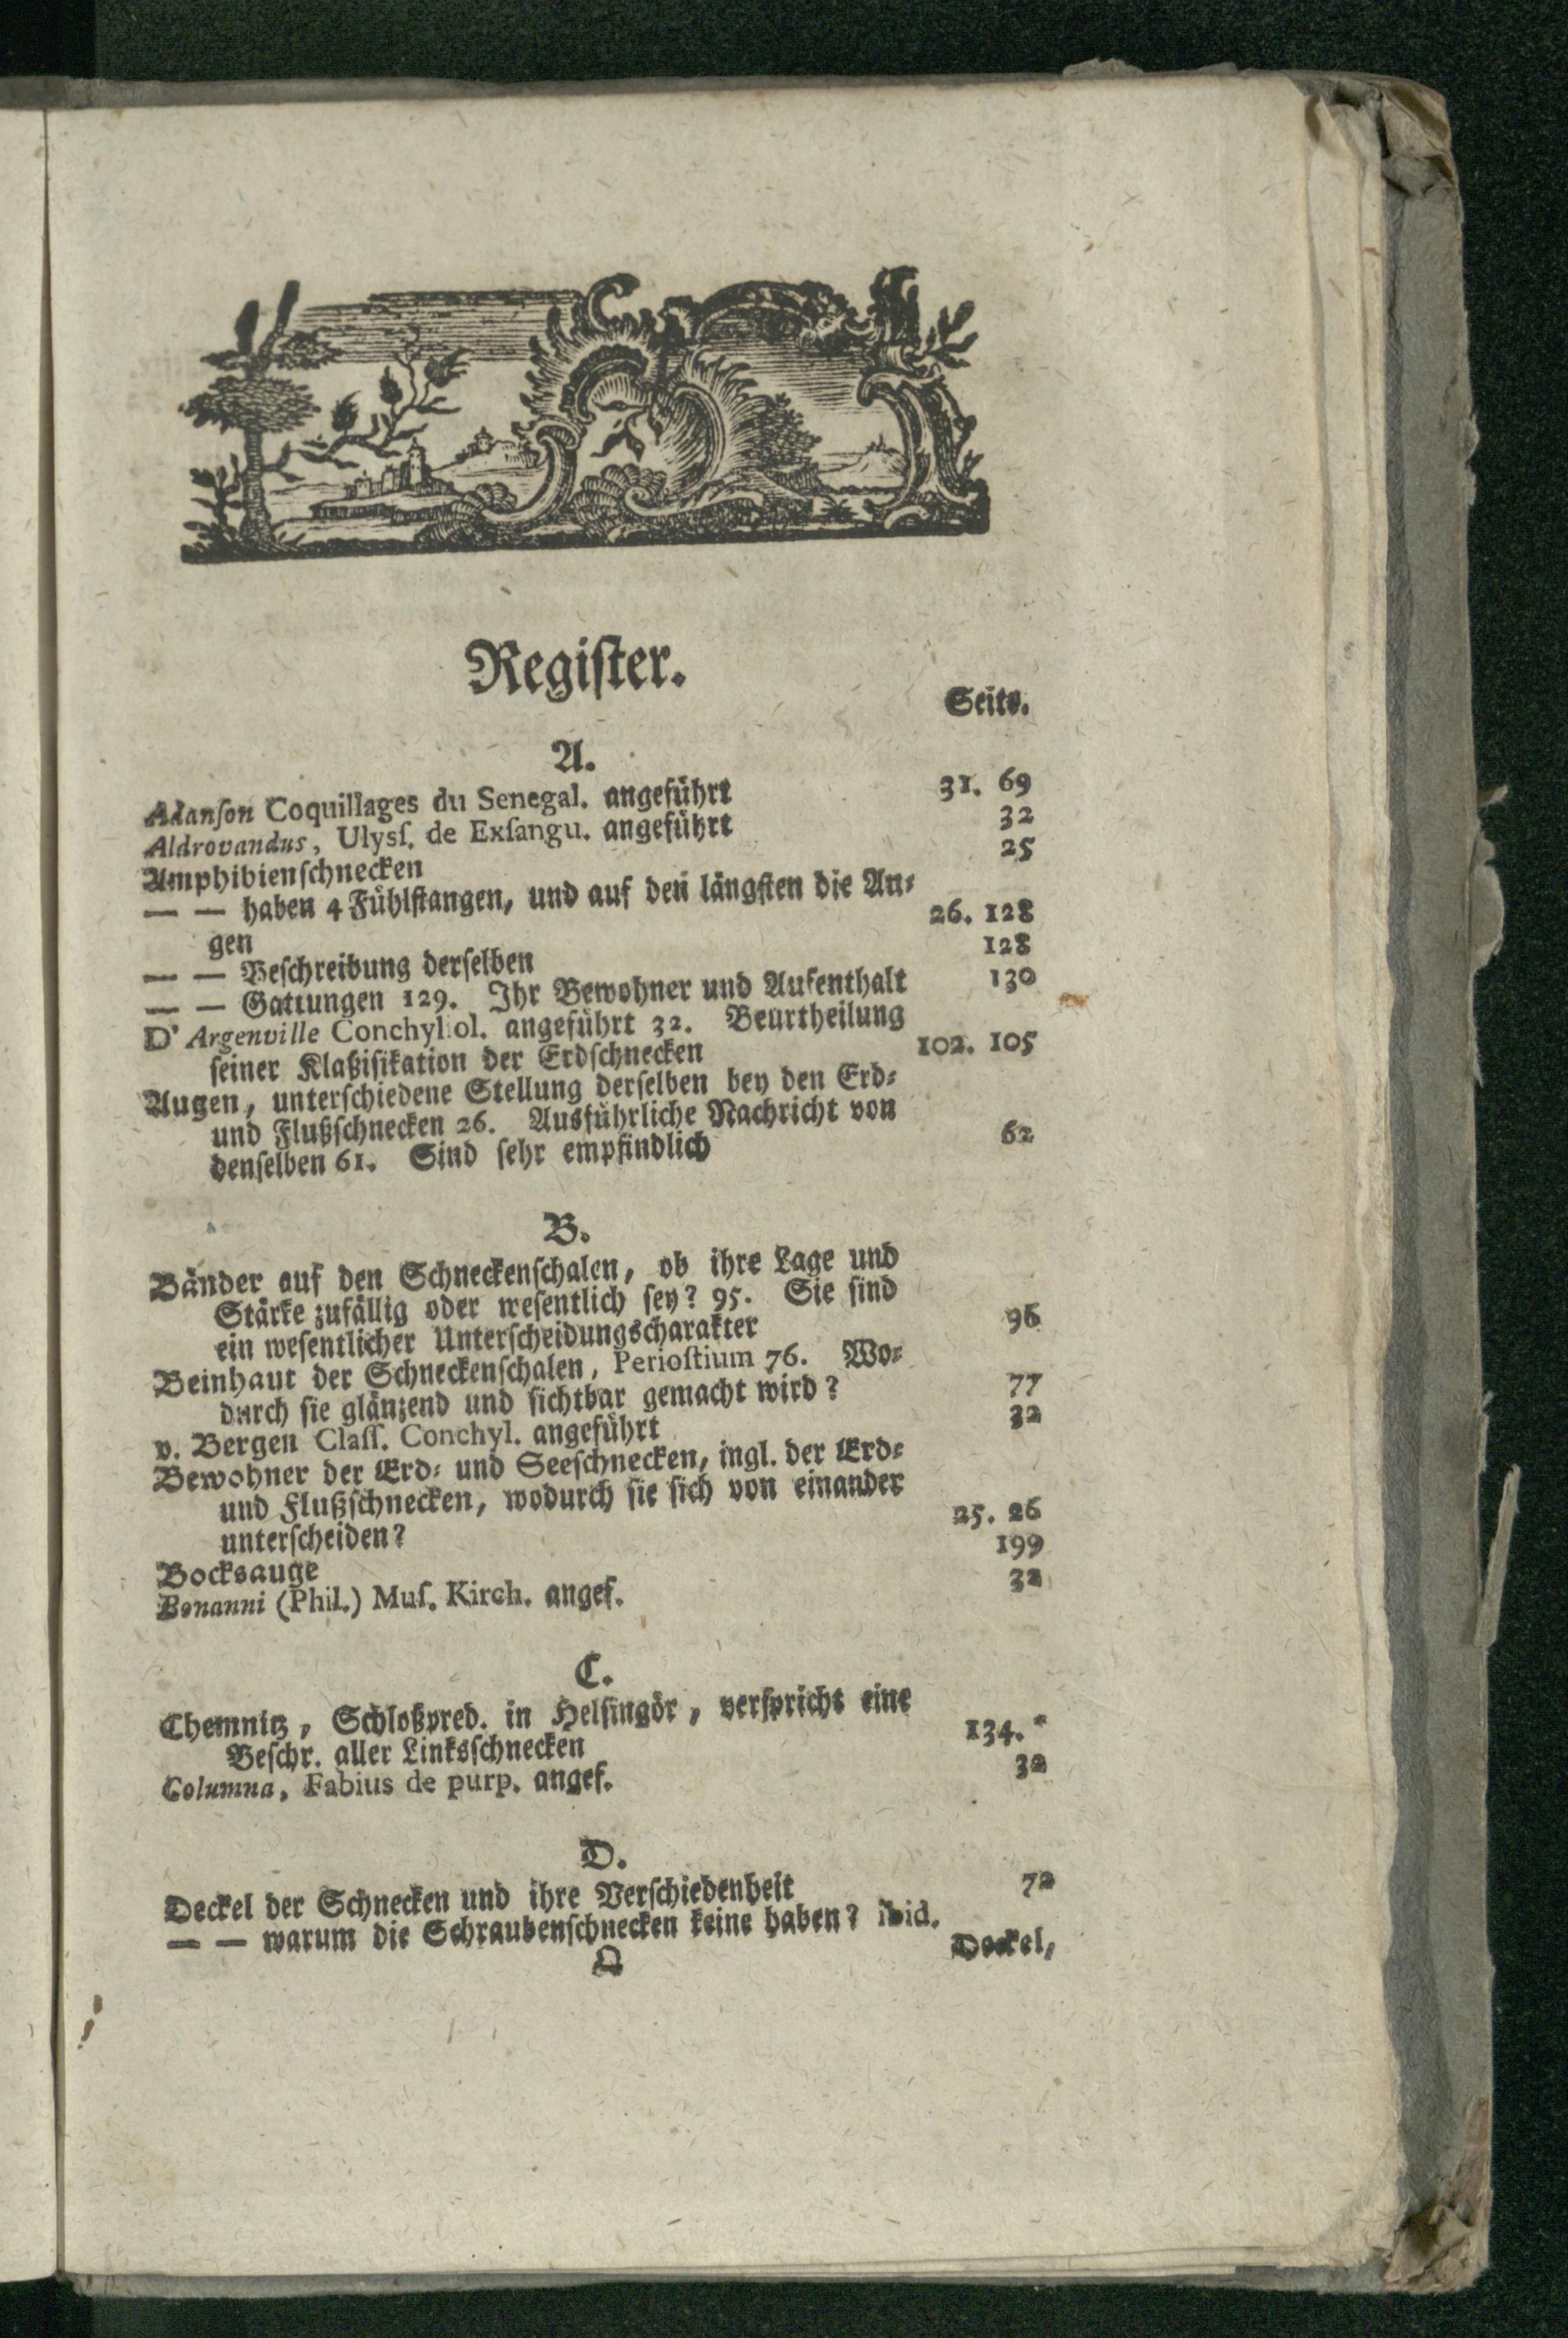 Regiſter.
Seite.
A.
Adanſon Coquillages du Senegal. angeführt 31. 69
Aldrovandus, Ulysſ. de Exſangu. angeführt 32
Amphibienſchnecken 25
— — haben 4 Fühlſtangen, und auf den längſten die Au⸗
gen 26. 128
— — Beſchreibung derſelben 128
— — Gattungen 129. Ihr Bewohner und Aufenthalt 130
D' Argenville Conchyliol. angeführt 32. Beurtheilung
ſeiner Klaßifikation der Erdſchnecken 102. 105
Augen, unterſchiedene Stellung derſelben bey den Erd⸗
und Flußſchnecken 26. Ausführliche Nachricht von
denſelben 61. Sind ſehr empfindlich 62
B.
Bänder auf den Schneckenſchalen, ob ihre Lage und
Stärke zufällig oder weſentlich ſey? 95. Sie ſind
ein weſentlicher Unterſcheidungscharakter 96
Beinhaut der Schneckenſchalen, Perioſtium 76. Wo⸗
durch ſie glänzend und ſichtbar gemacht wird? 77
v. Bergen Claſſ. Conchyl. angeführt 32
Bewohner der Erd⸗ und Seeſchnecken, ingl. der Erd⸗
und Flußſchnecken, wodurch ſie ſich von einander
unterſcheiden? 25. 26
Bocksauge 199
Bonanni (Phil.) Muſ. Kirch. angef. 32
C.
Chemnitz, Schloßpred. in Helſingör, verſpricht eine
Beſchr. aller Linksſchnecken 134. *
Columna, Fabius de purp. angef. 32
D.
Deckel der Schnecken und ihre Verſchiedenheit 72
— — warum die Schraubenſchnecken keine haben? ibid.
Q
Deckel,